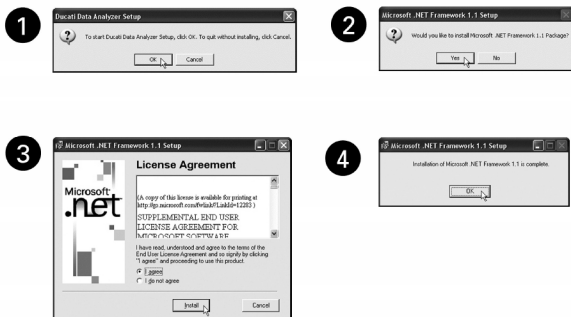 1
Ducati Data Analyzer Setup
To start Ducati Data Analyzer Setup, click OK. To quit without installing, click Cancel.
OK Cancel
2
Microsoft .NET Framework 1.1 Setup
Would you like to install Microsoft .NET Framework 1.1 Package?
Yes No
3
Microsoft .NET Framework 1.1 Setup
License Agreement
Microsoft
.net
(A copy of this license is available for printing at
http://go.microsoft.com/fwlink/?LinkId=12283 )
SUPPLEMENTAL END USER
LICENSE AGREEMENT FOR
MICROSOFT SOFTWARE
I have read, understood and agree to the terms of the
End User License Agreement and so signify by clicking
"I agree" and proceeding to use this product.
I agree
I do not agree
Install Cancel
4
Microsoft .NET Framework 1.1 Setup
Installation of Microsoft .NET Framework 1.1 is complete.
OK